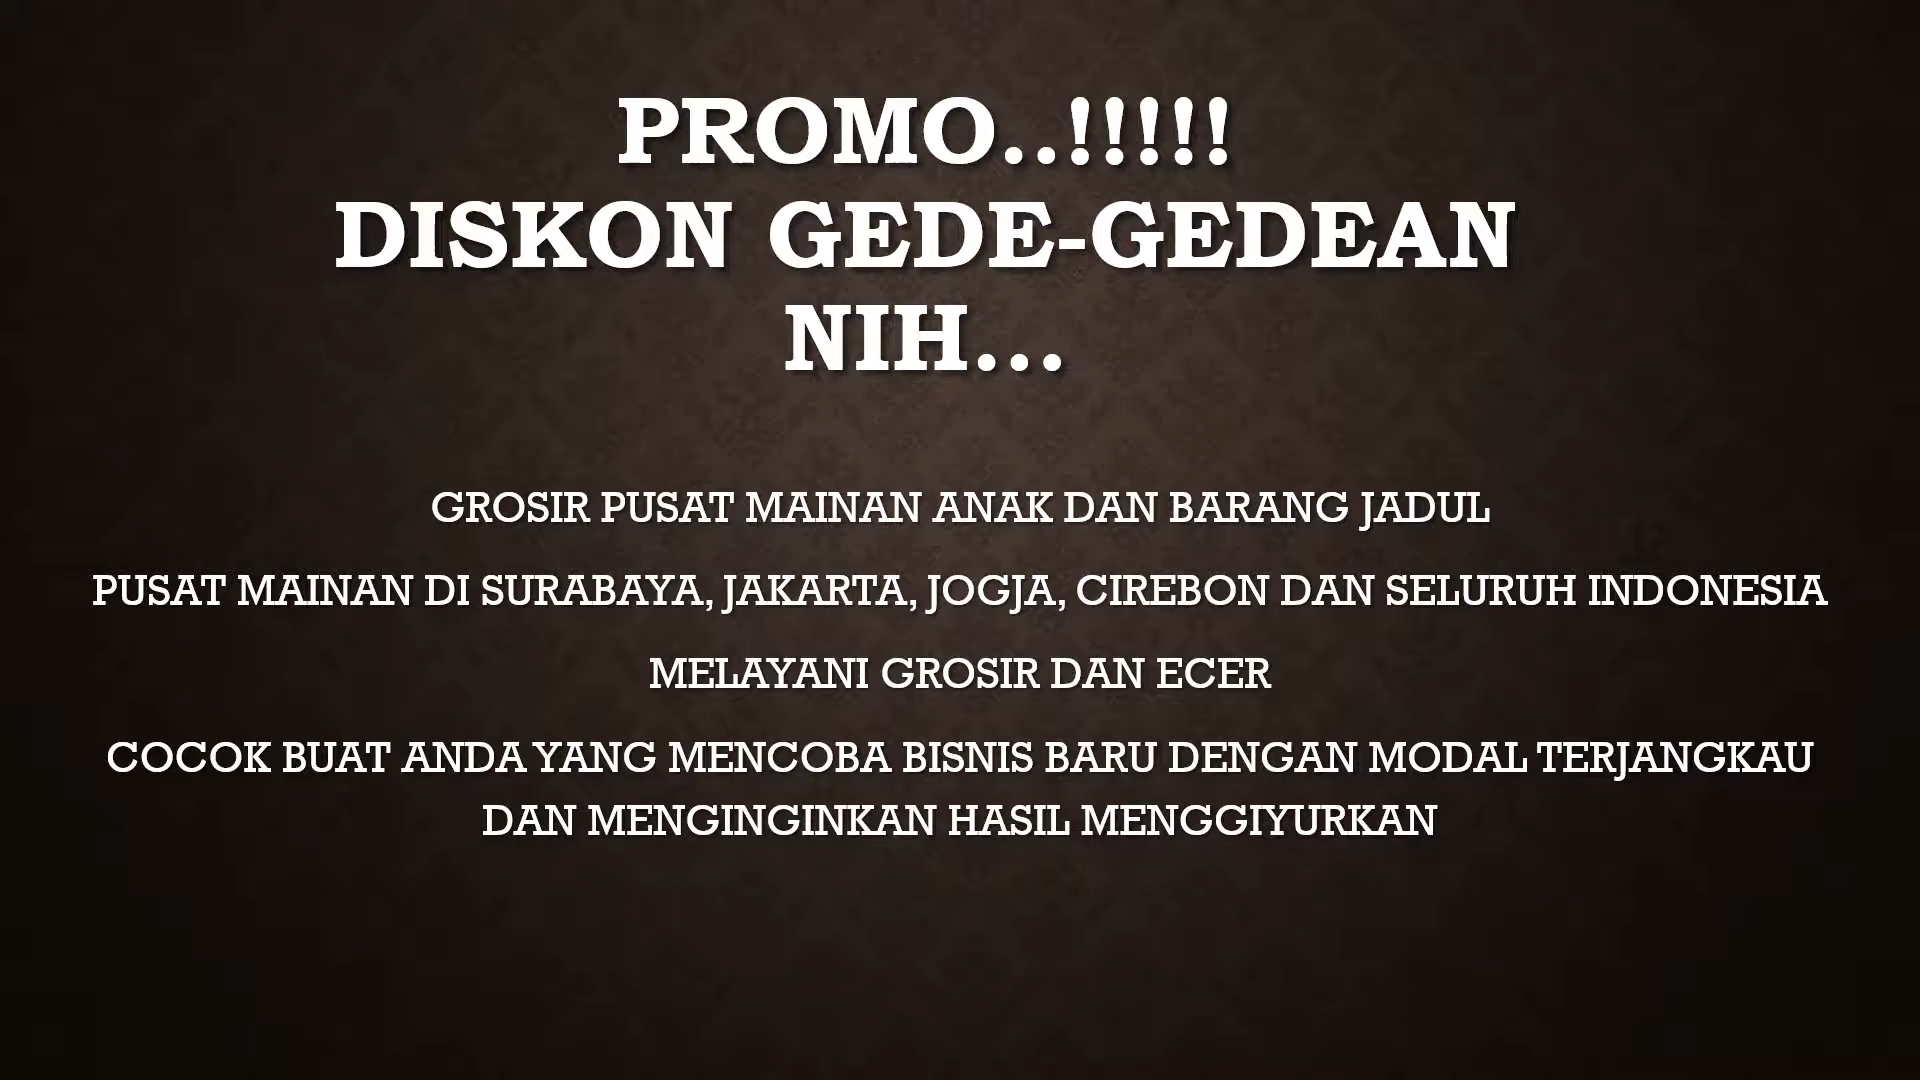 PROMO..!!!!!
DISKON GEDE-GEDEAN
NIH...
GROSIR PUSAT MAINAN ANAK DAN BARANG JADUL
PUSAT MAINAN DI SURABAYA, JAKARTA, JOGJA, CIREBON DAN SELURUH INDONESIA
MELAYANI GROSIR DAN ECER
COCOK BUAT ANDA YANG MENCOBA BISNIS BARU DENGAN MODAL TERJANGKAU
DAN MENGINGINKAN HASIL MENGGIYURKAN